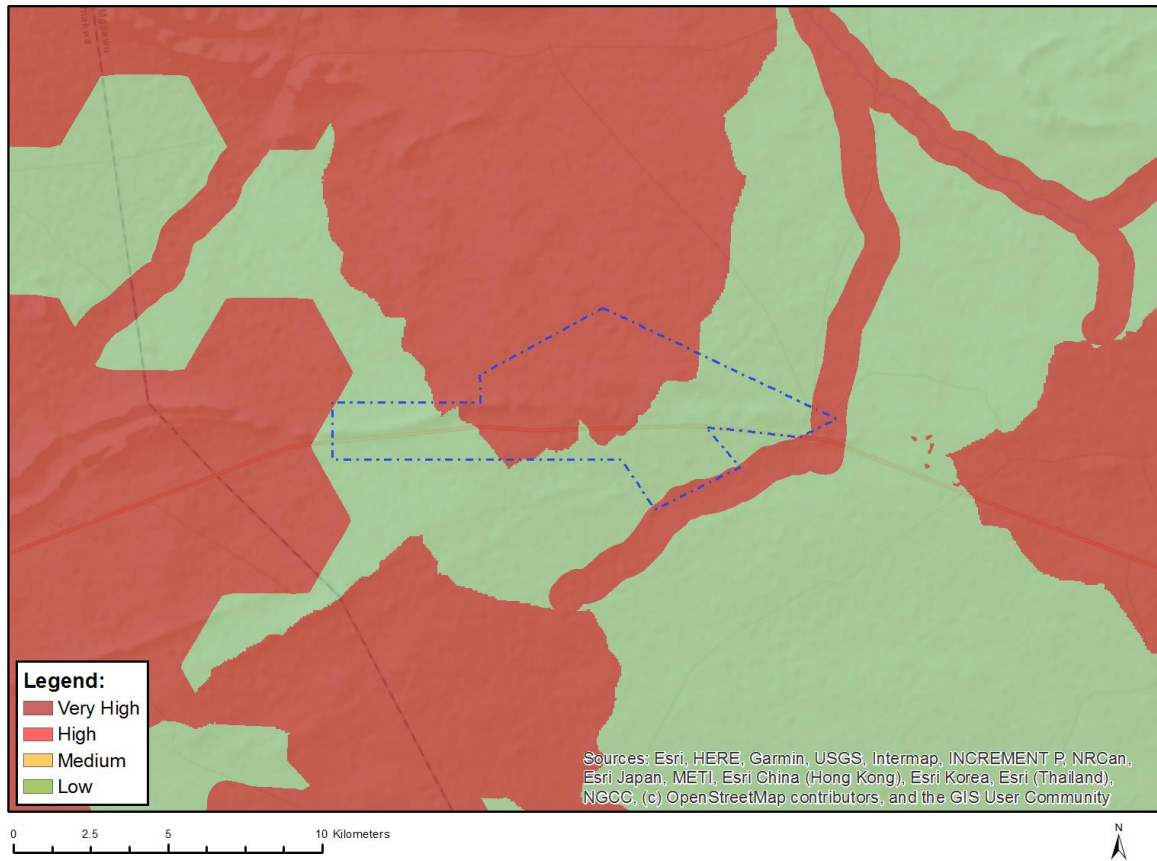 Legend:
Very High
High
Medium
Low
Sources: Esri, HERE, Garmin, USGS, Intermap, INCREMENT P, NRCan,
Esri Japan, METI, Esri China (Hong Kong), Esri Korea, Esri (Thailand),
NGCC, (c) OpenStreetMap contributors, and the GIS User Community
0 2.5 5 10 Kilometers
N